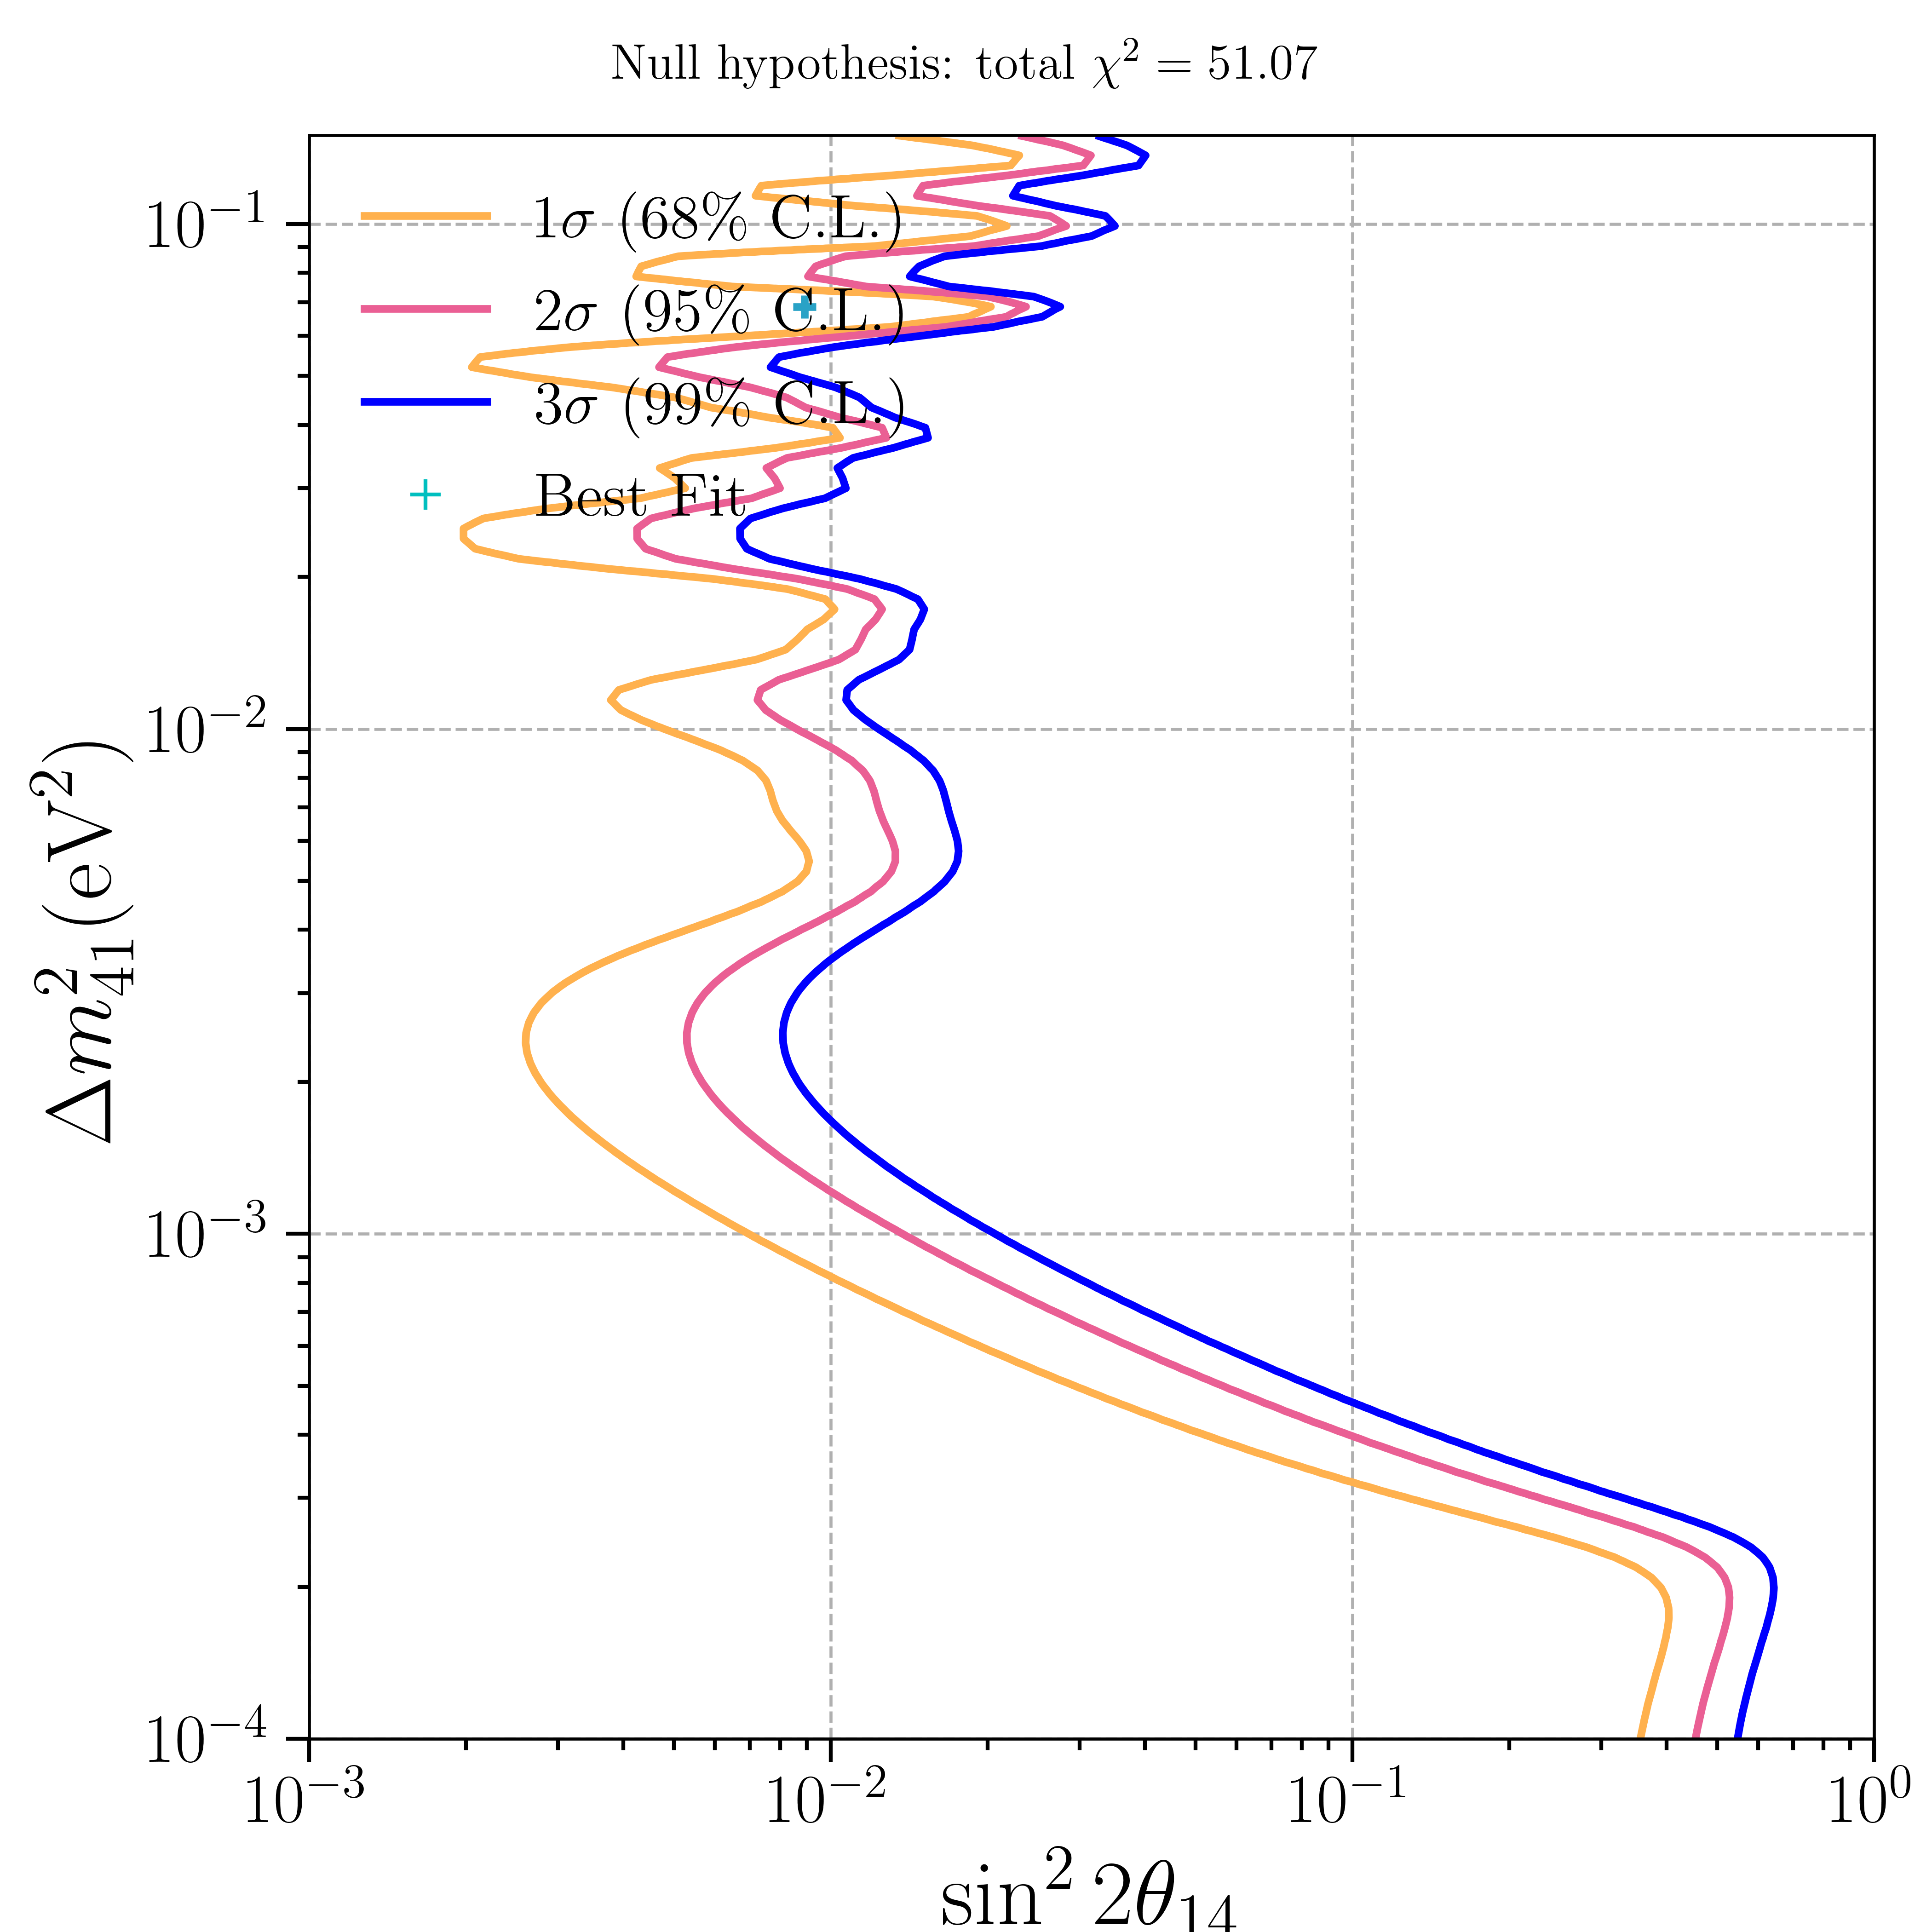 Null hypothesis: total χ² = 51.07
10⁻¹
1σ (68% C.L.)
2σ (95% C.L.)
3σ (99% C.L.)
Best Fit
10⁻²
Δm²₄₁(eV²)
10⁻³
10⁻⁴
10⁻³ 10⁻² 10⁻¹ 10⁰
sin² 2θ₁₄